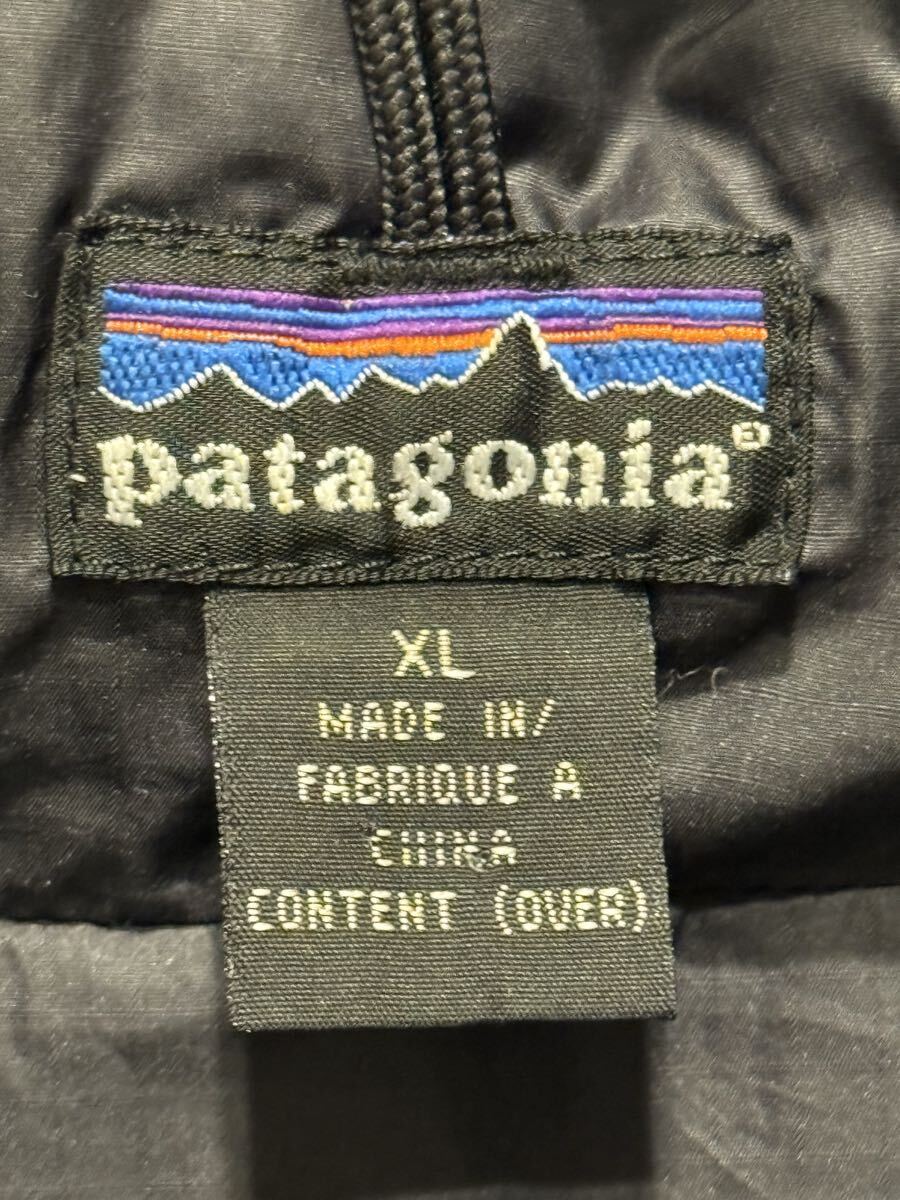 patagonia®
XL
MADE IN/
FABRIQUE A
CHINA
CONTENT (OVER)